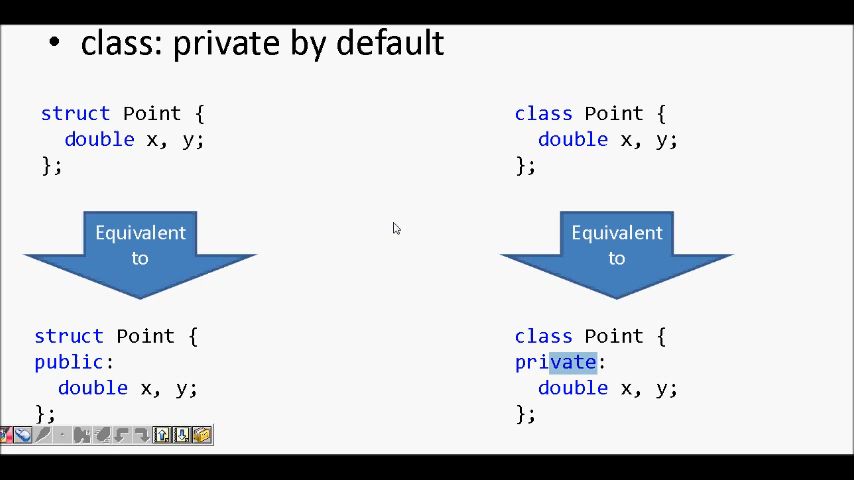 • class: private by default
struct Point {
double x, y;
};
Equivalent
to
struct Point {
public:
double x, y;
};
class Point {
double x, y;
};
Equivalent
to
class Point {
private:
double x, y;
};